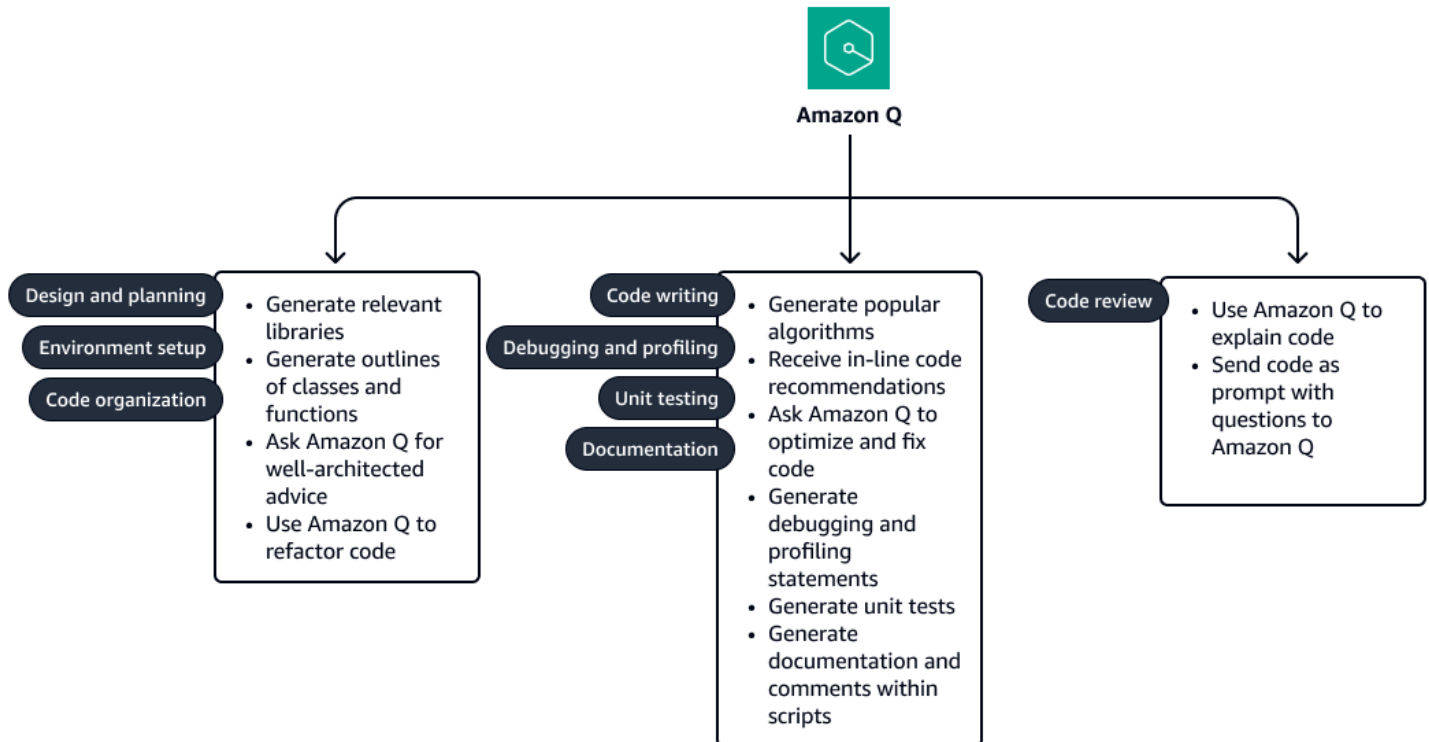 Amazon Q
Design and planning
Environment setup
Code organization
• Generate relevant
libraries
• Generate outlines
of classes and
functions
• Ask Amazon Q for
well-architected
advice
• Use Amazon Q to
refactor code
Code writing
Debugging and profiling
Unit testing
Documentation
• Generate popular
algorithms
• Receive in-line code
recommendations
• Ask Amazon Q to
optimize and fix
code
• Generate
debugging and
profiling
statements
• Generate unit tests
• Generate
documentation and
comments within
scripts
Code review
• Use Amazon Q to
explain code
• Send code as
prompt with
questions to
Amazon Q